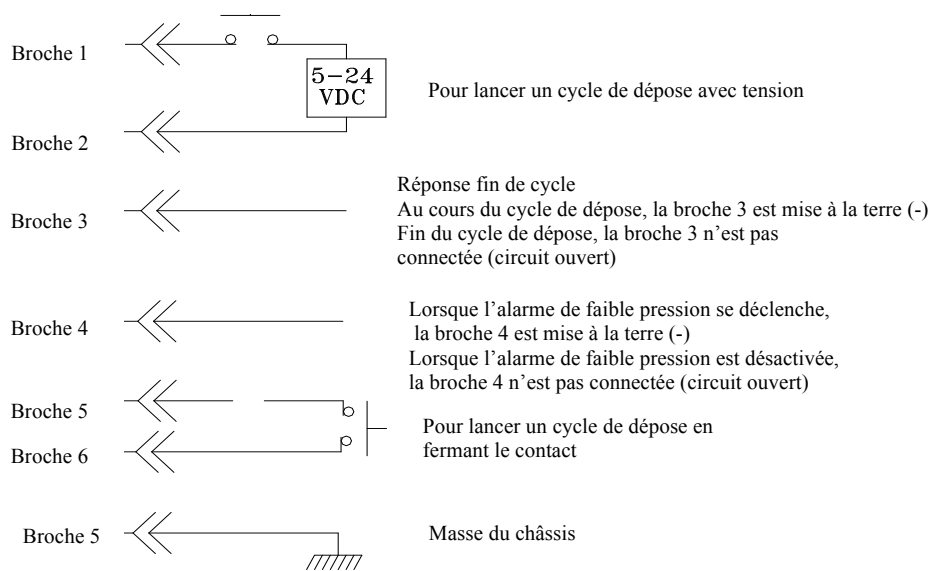 Broche 1
5-24
VDC
Pour lancer un cycle de dépose avec tension
Broche 2
Réponse fin de cycle
Au cours du cycle de dépose, la broche 3 est mise à la terre (-)
Broche 3
Fin du cycle de dépose, la broche 3 n’est pas
connectée (circuit ouvert)
Lorsque l’alarme de faible pression se déclenche,
Broche 4
la broche 4 est mise à la terre (-)
Lorsque l’alarme de faible pression est désactivée,
la broche 4 n’est pas connectée (circuit ouvert)
Broche 5
Pour lancer un cycle de dépose en
fermant le contact
Broche 6
Broche 5
Masse du châssis